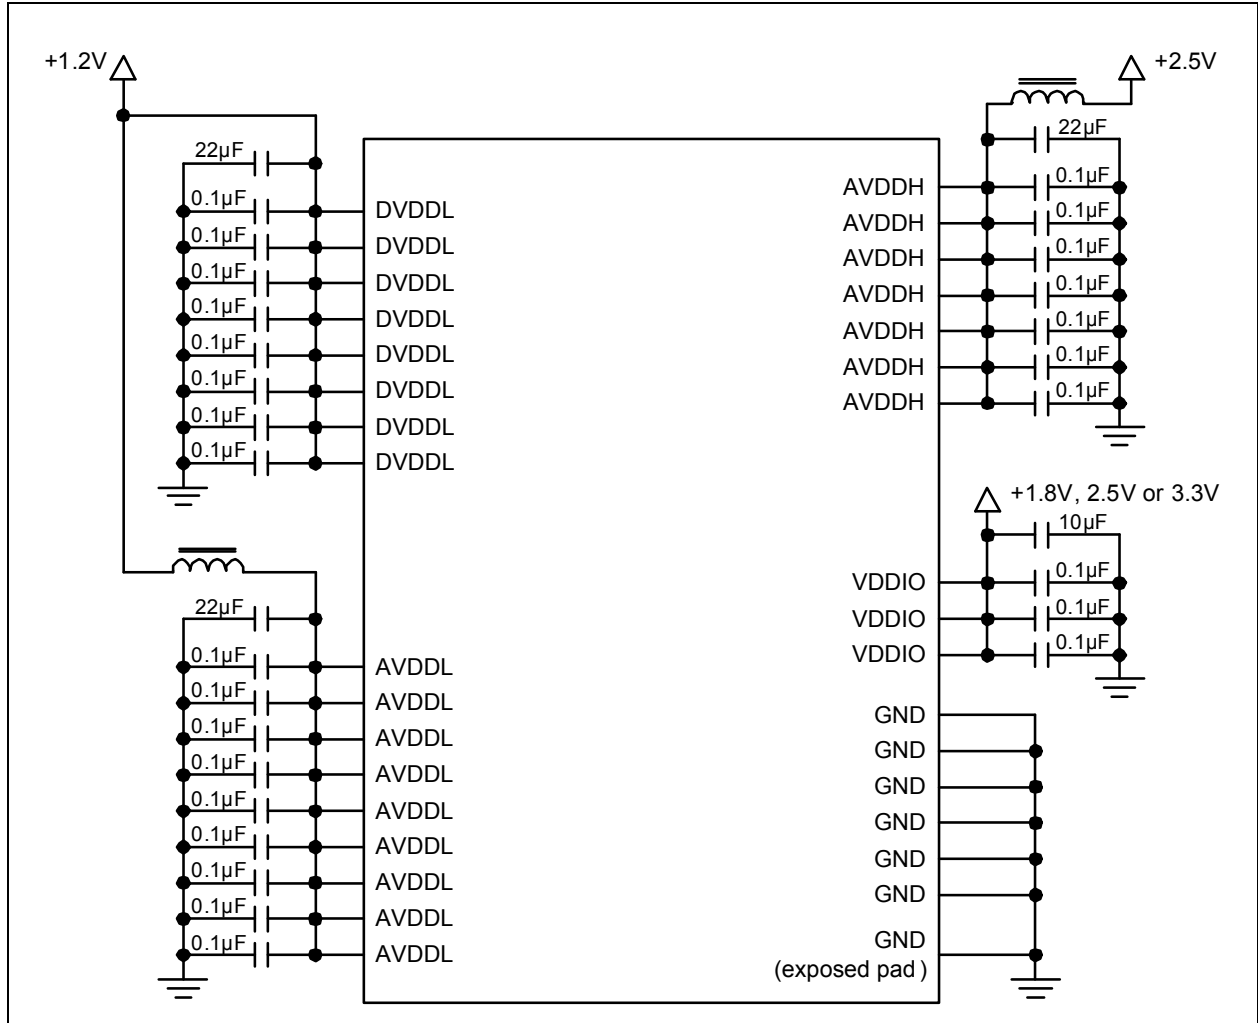 +1.2V
22µF
0.1µF
DVDDL
0.1µF
DVDDL
0.1µF
DVDDL
0.1µF
DVDDL
0.1µF
DVDDL
0.1µF
DVDDL
0.1µF
DVDDL
0.1µF
DVDDL
22µF
0.1µF
AVDDL
0.1µF
AVDDL
0.1µF
AVDDL
0.1µF
AVDDL
0.1µF
AVDDL
0.1µF
AVDDL
0.1µF
AVDDL
0.1µF
AVDDL
0.1µF
AVDDL
+2.5V
22µF
AVDDH
0.1µF
AVDDH
0.1µF
AVDDH
0.1µF
AVDDH
0.1µF
AVDDH
0.1µF
AVDDH
0.1µF
AVDDH
0.1µF
+1.8V, 2.5V or 3.3V
10µF
VDDIO
0.1µF
VDDIO
0.1µF
VDDIO
0.1µF
GND
GND
GND
GND
GND
GND
GND
(exposed pad )